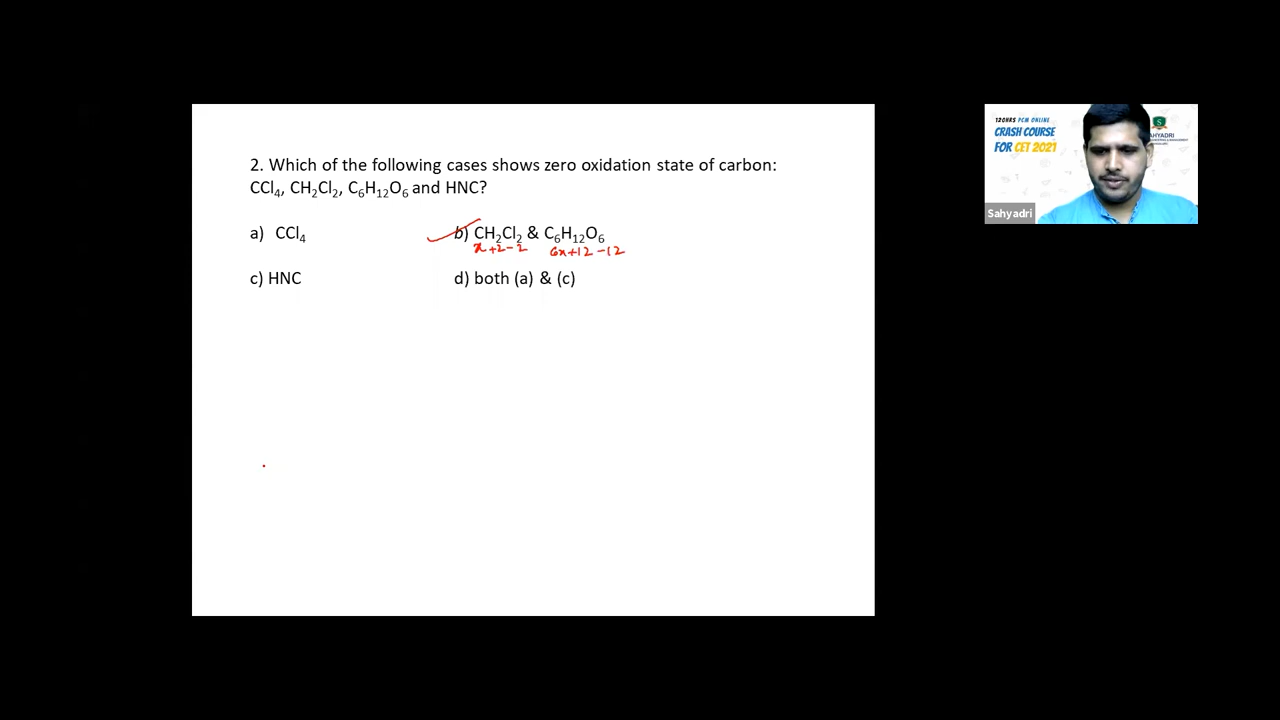 2. Which of the following cases shows zero oxidation state of carbon:
CCl₄, CH₂Cl₂, C₆H₁₂O₆ and HNC?
a) CCl₄
b) CH₂Cl₂ & C₆H₁₂O₆
x+2-2 6x+12-12
c) HNC
d) both (a) & (c)
120HRS PCM ONLINE
CRASH COURSE
FOR CET 2021
Sahyadri